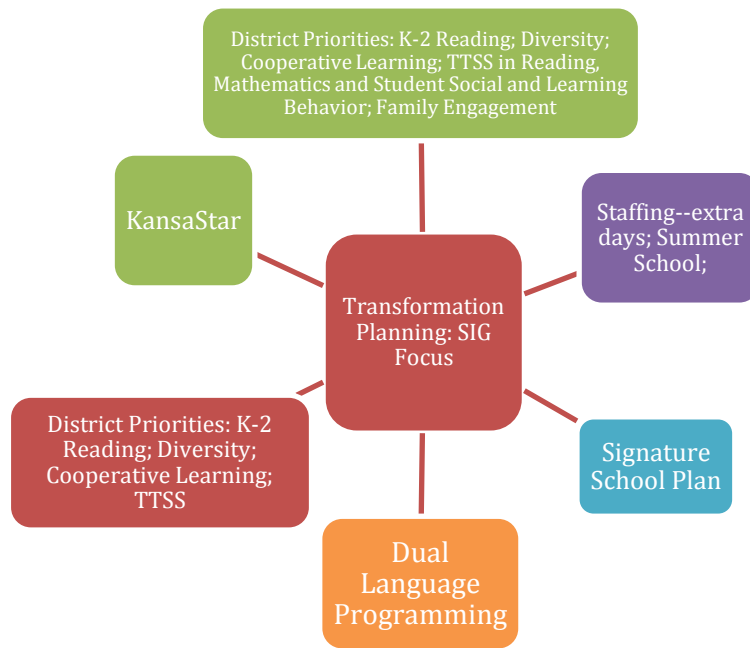 District Priorities: K-2 Reading; Diversity;
Cooperative Learning; TTSS in Reading,
Mathematics and Student Social and Learning
Behavior; Family Engagement
KansaStar
Staffing--extra
days; Summer
School;
Transformation
Planning: SIG
Focus
District Priorities: K-2
Reading; Diversity;
Cooperative Learning;
TTSS
Signature
School Plan
Dual
Language
Programming